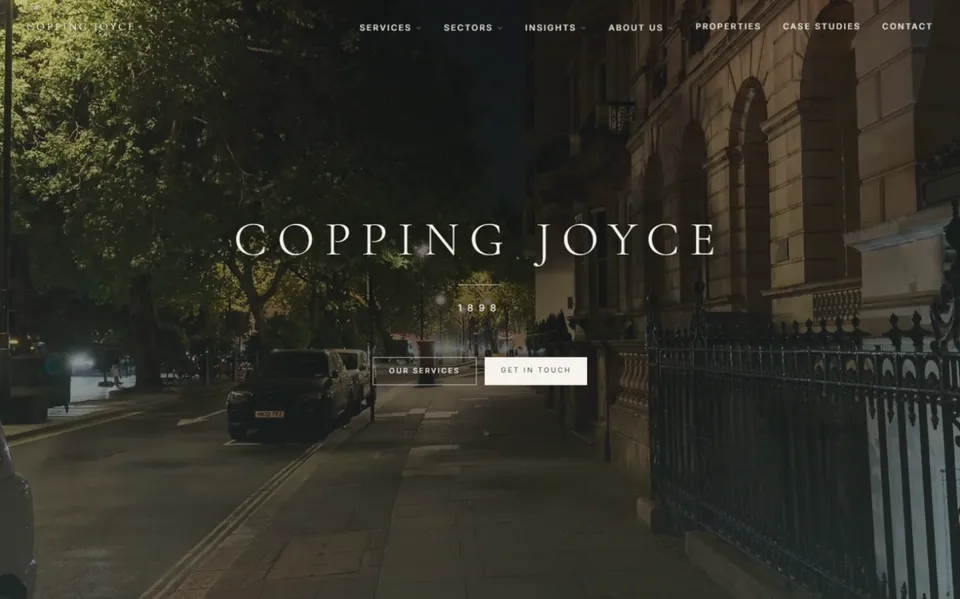 COPPING JOYCE
SERVICES SECTORS INSIGHTS ABOUT US PROPERTIES CASE STUDIES CONTACT
COPPING JOYCE
1898
OUR SERVICES GET IN TOUCH